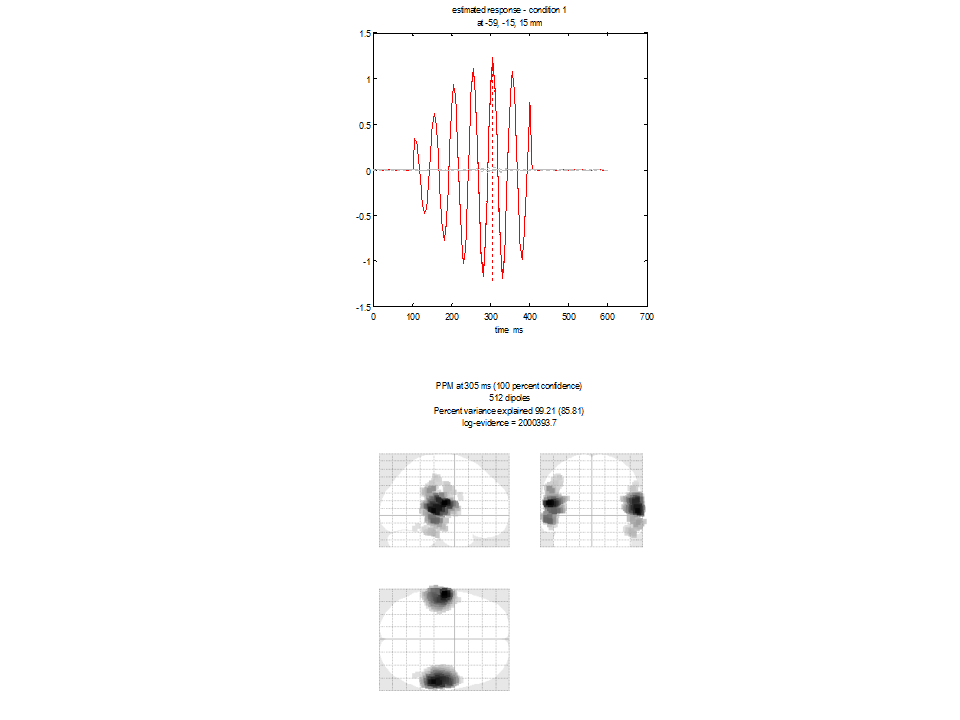 estimated response - condition 1
at -59, -15, 15 mm
1.5
1
0.5
0
-0.5
-1
-1.5
0 100 200 300 400 500 600 700
time ms
PPM at 305 ms (100 percent confidence)
512 dipoles
Percent variance explained 99.21 (85.81)
log-evidence = 2000393.7